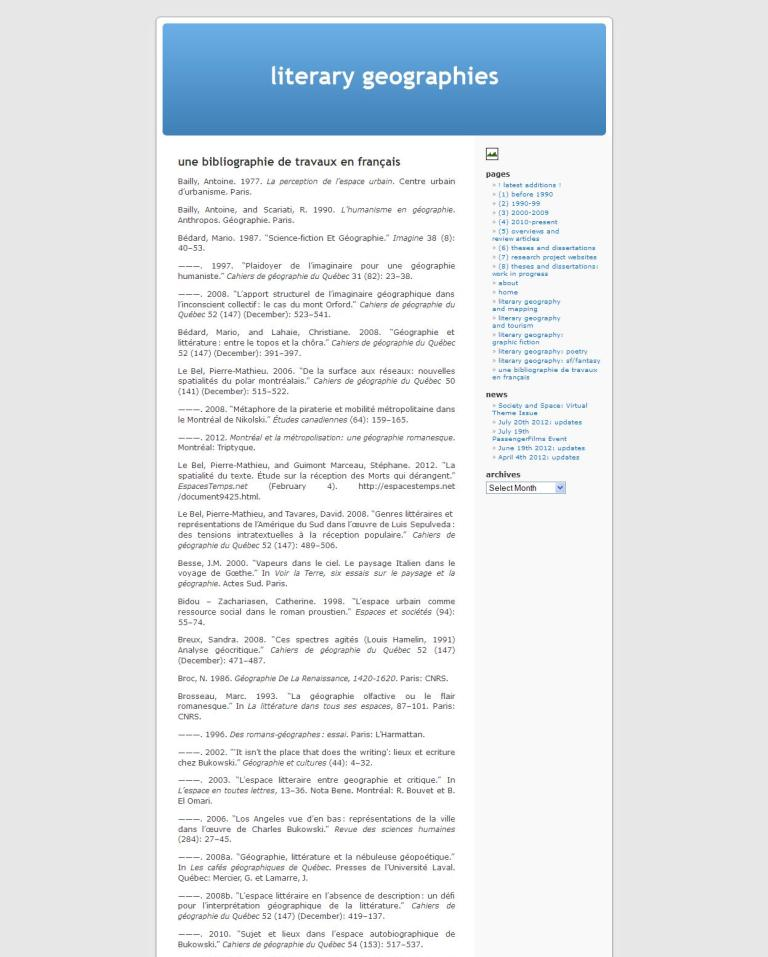 literary geographies
une bibliographie de travaux en français
Bailly, Antoine. 1977. La perception de l'espace urbain. Centre urbain
d'urbanisme. Paris.
Bailly, Antoine, and Scariati, R. 1990. L'humanisme en géographie.
Anthropos. Géographie. Paris.
Bédard, Mario. 1987. "Science-fiction Et Géographie." Imagine 38 (8):
40–53.
———. 1997. "Plaidoyer de l'imaginaire pour une géographie
humaniste." Cahiers de géographie du Québec 31 (82): 23–38.
———. 2008. "L'apport structurel de l'imaginaire géographique dans
l'inconscient collectif : le cas du mont Orford." Cahiers de géographie du
Québec 52 (147) (December): 523–541.
Bédard, Mario, and Lahaie, Christiane. 2008. "Géographie et
littérature : entre le topos et la chôra." Cahiers de géographie du Québec
52 (147) (December): 391–397.
Le Bel, Pierre-Mathieu. 2006. "De la surface aux réseaux: nouvelles
spatialités du polar montréalais." Cahiers de géographie du Québec 50
(141) (December): 515–522.
———. 2008. "Métaphore de la piraterie et mobilité métropolitaine dans
le Montréal de Nikolski." Études canadiennes (64): 159–165.
———. 2012. Montréal et la métropolisation: une géographie romanesque.
Montréal: Triptyque.
Le Bel, Pierre-Mathieu, and Guimont Marceau, Stéphane. 2012. "La
spatialité du texte. Étude sur la réception des Morts qui dérangent."
EspacesTemps.net (February 4). http://espacestemps.net
/document9425.html.
Le Bel, Pierre-Mathieu, and Tavares, David. 2008. "Genres littéraires et
représentations de l'Amérique du Sud dans l'œuvre de Luis Sepulveda :
des tensions intratextuelles à la réception populaire." Cahiers de
géographie du Québec 52 (147): 489–506.
Besse, J.M. 2000. "Vapeurs dans le ciel. Le paysage Italien dans le
voyage de Gœthe." In Voir la Terre, six essais sur le paysage et la
géographie. Actes Sud. Paris.
Bidou – Zachariasen, Catherine. 1998. "L'espace urbain comme
ressource social dans le roman proustien." Espaces et sociétés (94):
55–74.
Breux, Sandra. 2008. "Ces spectres agités (Louis Hamelin, 1991)
Analyse géocritique." Cahiers de géographie du Québec 52 (147)
(December): 471–487.
Broc, N. 1986. Géographie De La Renaissance, 1420-1620. Paris: CNRS.
Brosseau, Marc. 1993. "La géographie olfactive ou le flair
romanesque." In La littérature dans tous ses espaces, 87–101. Paris:
CNRS.
———. 1996. Des romans-géographes : essai. Paris: L'Harmattan.
———. 2002. "'It isn't the place that does the writing': lieux et ecriture
chez Bukowski." Géographie et cultures (44): 4–32.
———. 2003. "L'espace litteraire entre geographie et critique." In
L'espace en toutes lettres, 13–36. Nota Bene. Montréal: R. Bouvet et B.
El Omari.
———. 2006. "Los Angeles vue d'en bas : représentations de la ville
dans l'œuvre de Charles Bukowski." Revue des sciences humaines
(284): 27–45.
———. 2008a. "Géographie, littérature et la nébuleuse géopoétique."
In Les cafés géographiques de Québec. Presses de l'Université Laval.
Québec: Mercier, G. et Lamarre, J.
———. 2008b. "L'espace littéraire en l'absence de description : un défi
pour l'interprétation géographique de la littérature." Cahiers de
géographie du Québec 52 (147) (December): 419–137.
———. 2010. "Sujet et lieux dans l'espace autobiographique de
Bukowski." Cahiers de géographie du Québec 54 (153): 517–537.
pages
» ! latest additions !
» (1) before 1990
» (2) 1990-99
» (3) 2000-2009
» (4) 2010-present
» (5) overviews and
review articles
» (6) theses and dissertations
» (7) research project websites
» (8) theses and dissertations:
work in progress
» about
» home
» literary geography
and mapping
» literary geography
and tourism
» literary geography:
graphic fiction
» literary geography: poetry
» literary geography: sf/fantasy
» une bibliographie de travaux
en français
news
» Society and Space: Virtual
Theme Issue
» July 20th 2012: updates
» July 19th
PassengerFilms Event
» June 19th 2012: updates
» April 4th 2012: updates
archives
Select Month